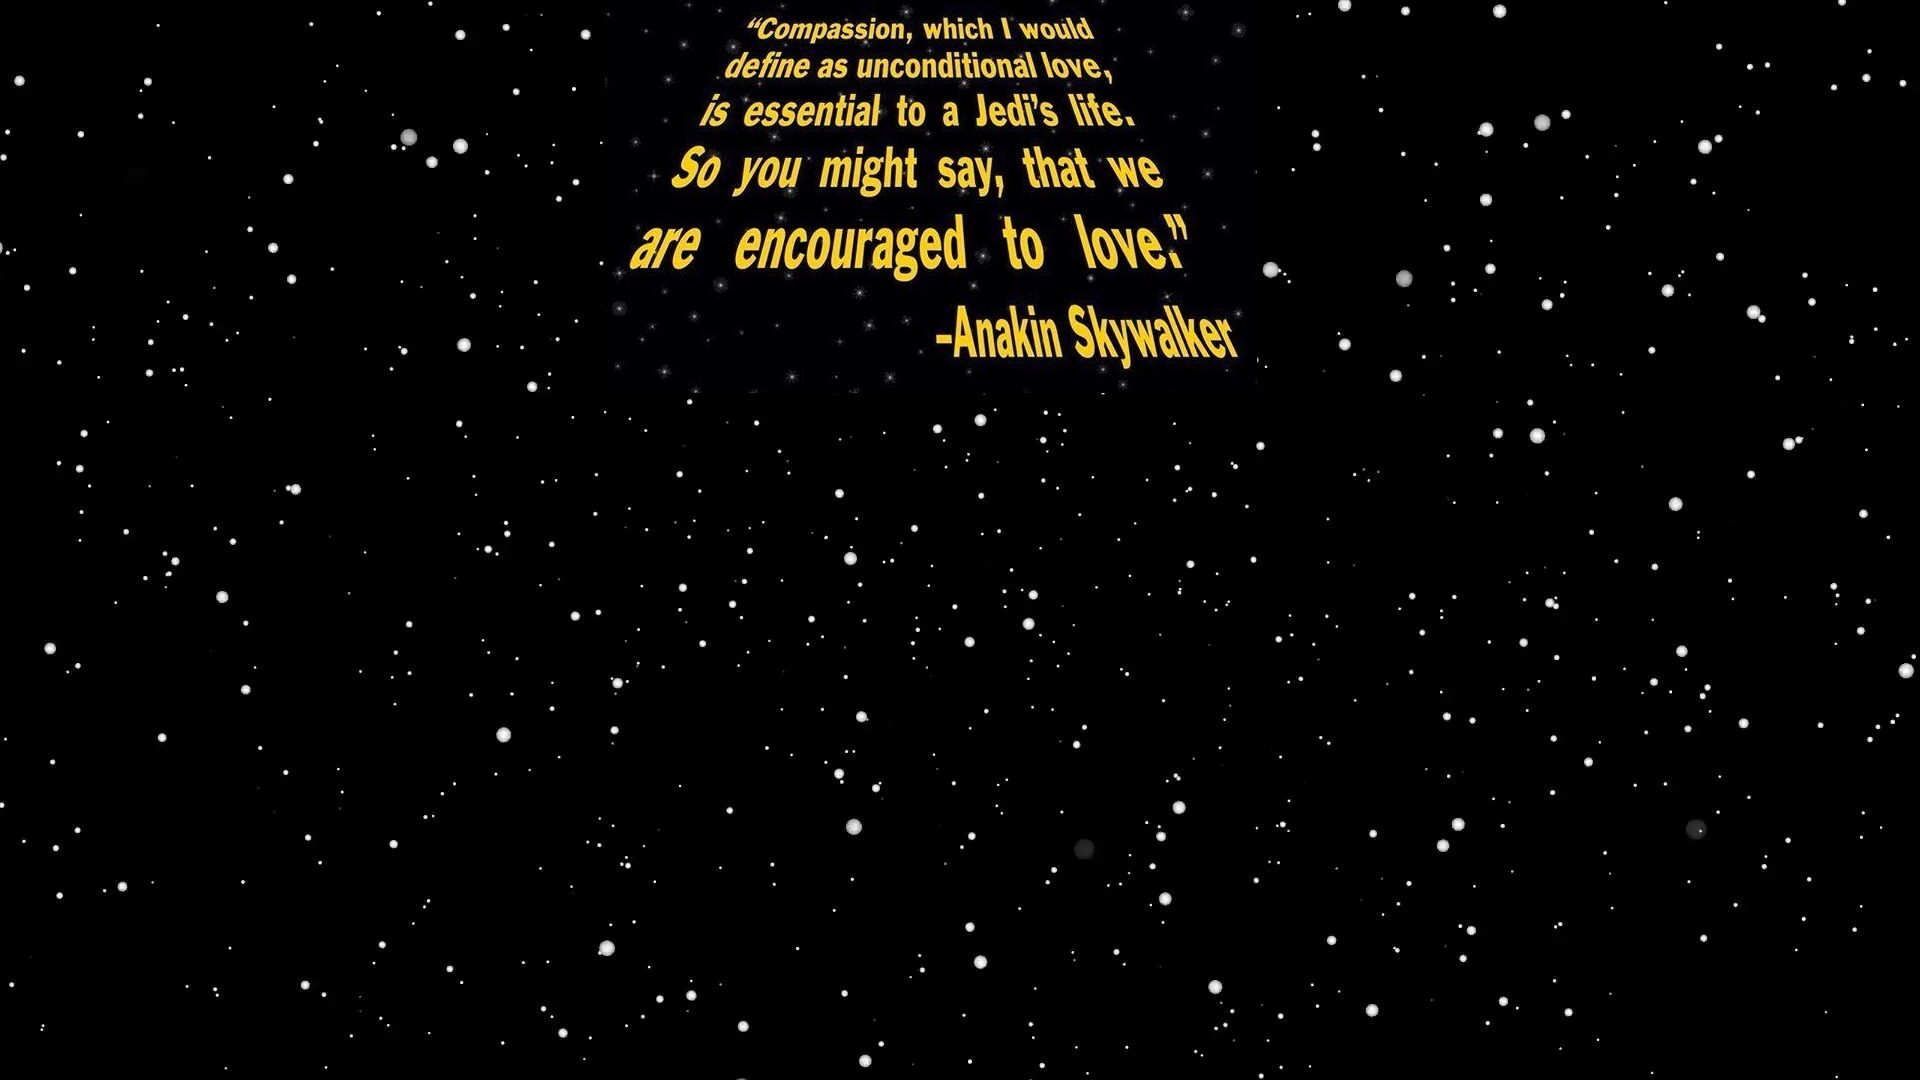 “Compassion, which I would
define as unconditional love,
is essential to a Jedi’s life.
So you might say, that we
are encouraged to love.”
–Anakin Skywalker